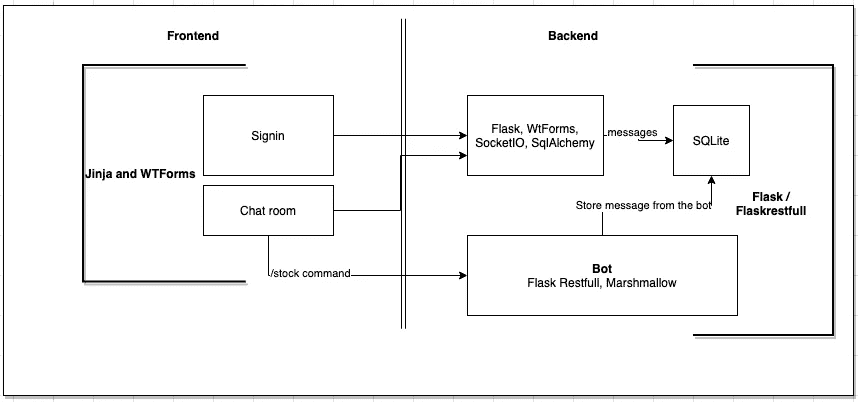 Frontend
Backend
Signin
Flask, WtForms,
SocketIO, SqlAlchemy
messages
SQLite
Jinja and WTForms
Chat room
Store message from the bot
Flask /
Flaskrestfull
/stock command
Bot
Flask Restfull, Marshmallow